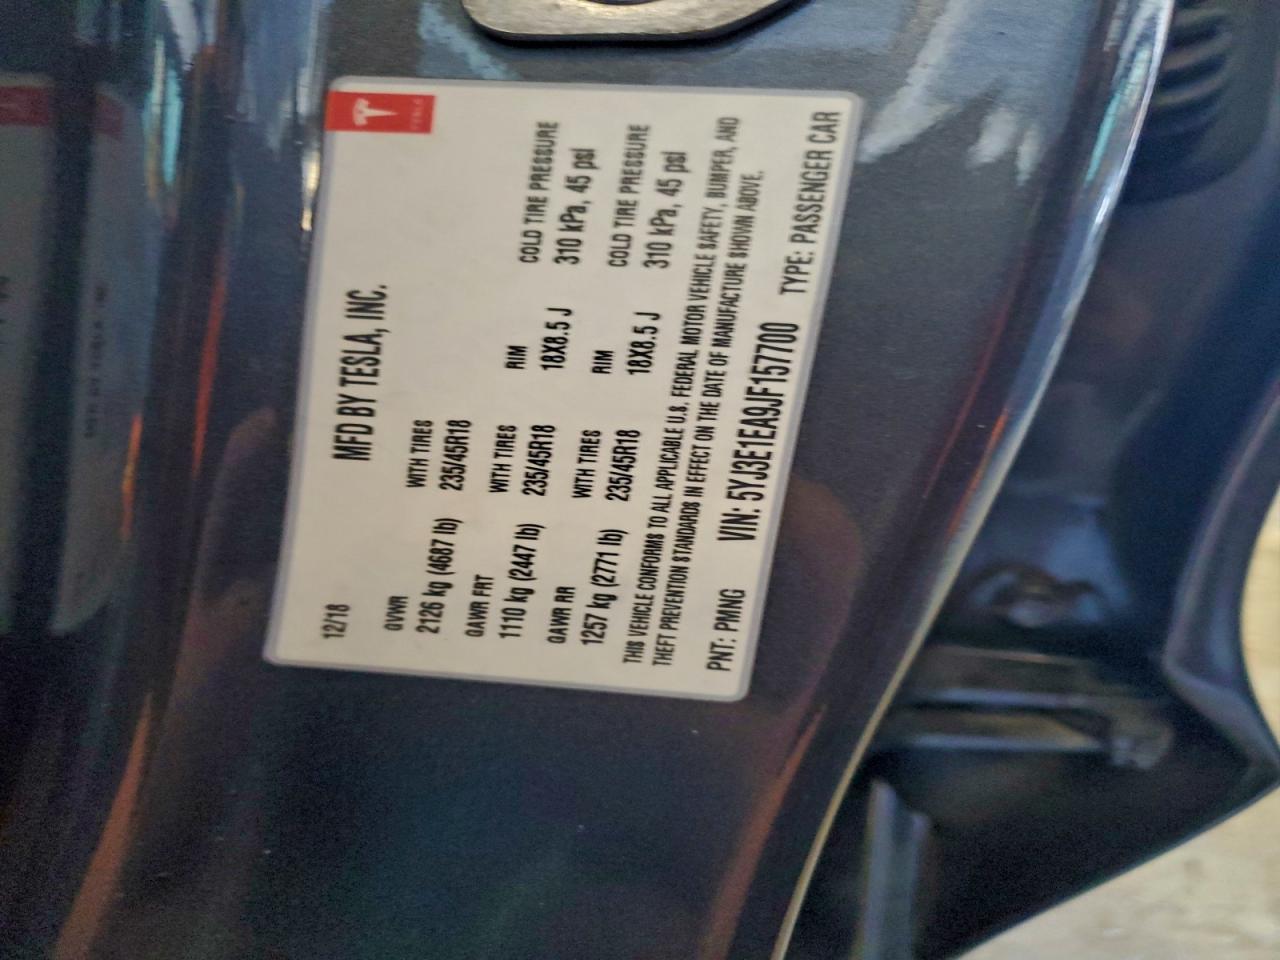 TESLA
12/18 MFD BY TESLA, INC.
GVWR WITH TIRES
2126 kg (4687 lb) 235/45R18
GAWR FRT WITH TIRES RIM COLD TIRE PRESSURE
1110 kg (2447 lb) 235/45R18 18X8.5 J 310 kPa, 45 psi
GAWR RR WITH TIRES RIM COLD TIRE PRESSURE
1257 kg (2771 lb) 235/45R18 18X8.5 J 310 kPa, 45 psi
THIS VEHICLE CONFORMS TO ALL APPLICABLE U.S. FEDERAL MOTOR VEHICLE SAFETY, BUMPER, AND
THEFT PREVENTION STANDARDS IN EFFECT ON THE DATE OF MANUFACTURE SHOWN ABOVE.
PNT: PMNG VIN: 5YJ3E1EA9JF157700 TYPE: PASSENGER CAR